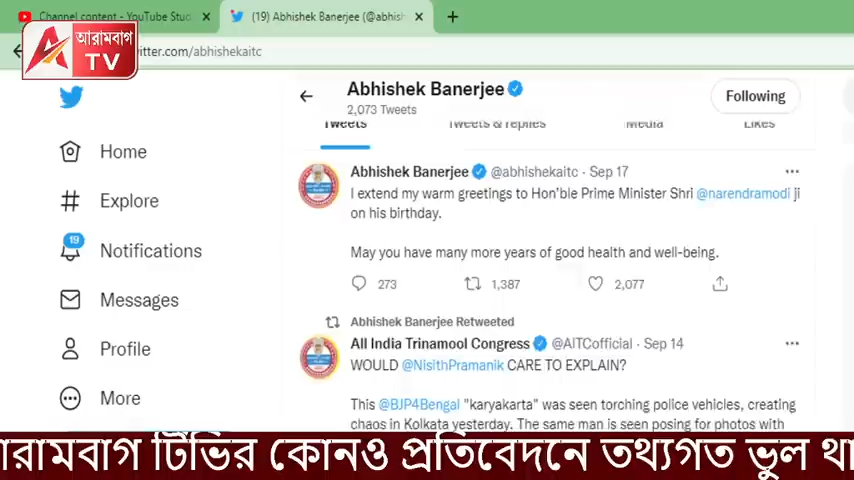 Channel content - YouTube Stud
(19) Abhishek Banerjee (@abhish
আরামবাগ
TV
witter.com/abhishekaitc
Abhishek Banerjee
2,073 Tweets
Following
Tweets
Tweets & replies
Media
Likes
Home
Explore
19
Notifications
Messages
Profile
More
Abhishek Banerjee @abhishekaitc · Sep 17
I extend my warm greetings to Hon'ble Prime Minister Shri @narendramodi ji
on his birthday.
May you have many more years of good health and well-being.
273
1,387
2,077
Abhishek Banerjee Retweeted
All India Trinamool Congress @AITCofficial · Sep 14
WOULD @NisithPramanik CARE TO EXPLAIN?
This @BJP4Bengal "karyakarta" was seen torching police vehicles, creating
chaos in Kolkata yesterday. The same man is seen posing for photos with
আরামবাগ টিভির কোনও প্রতিবেদনে তথ্যগত ভুল থা